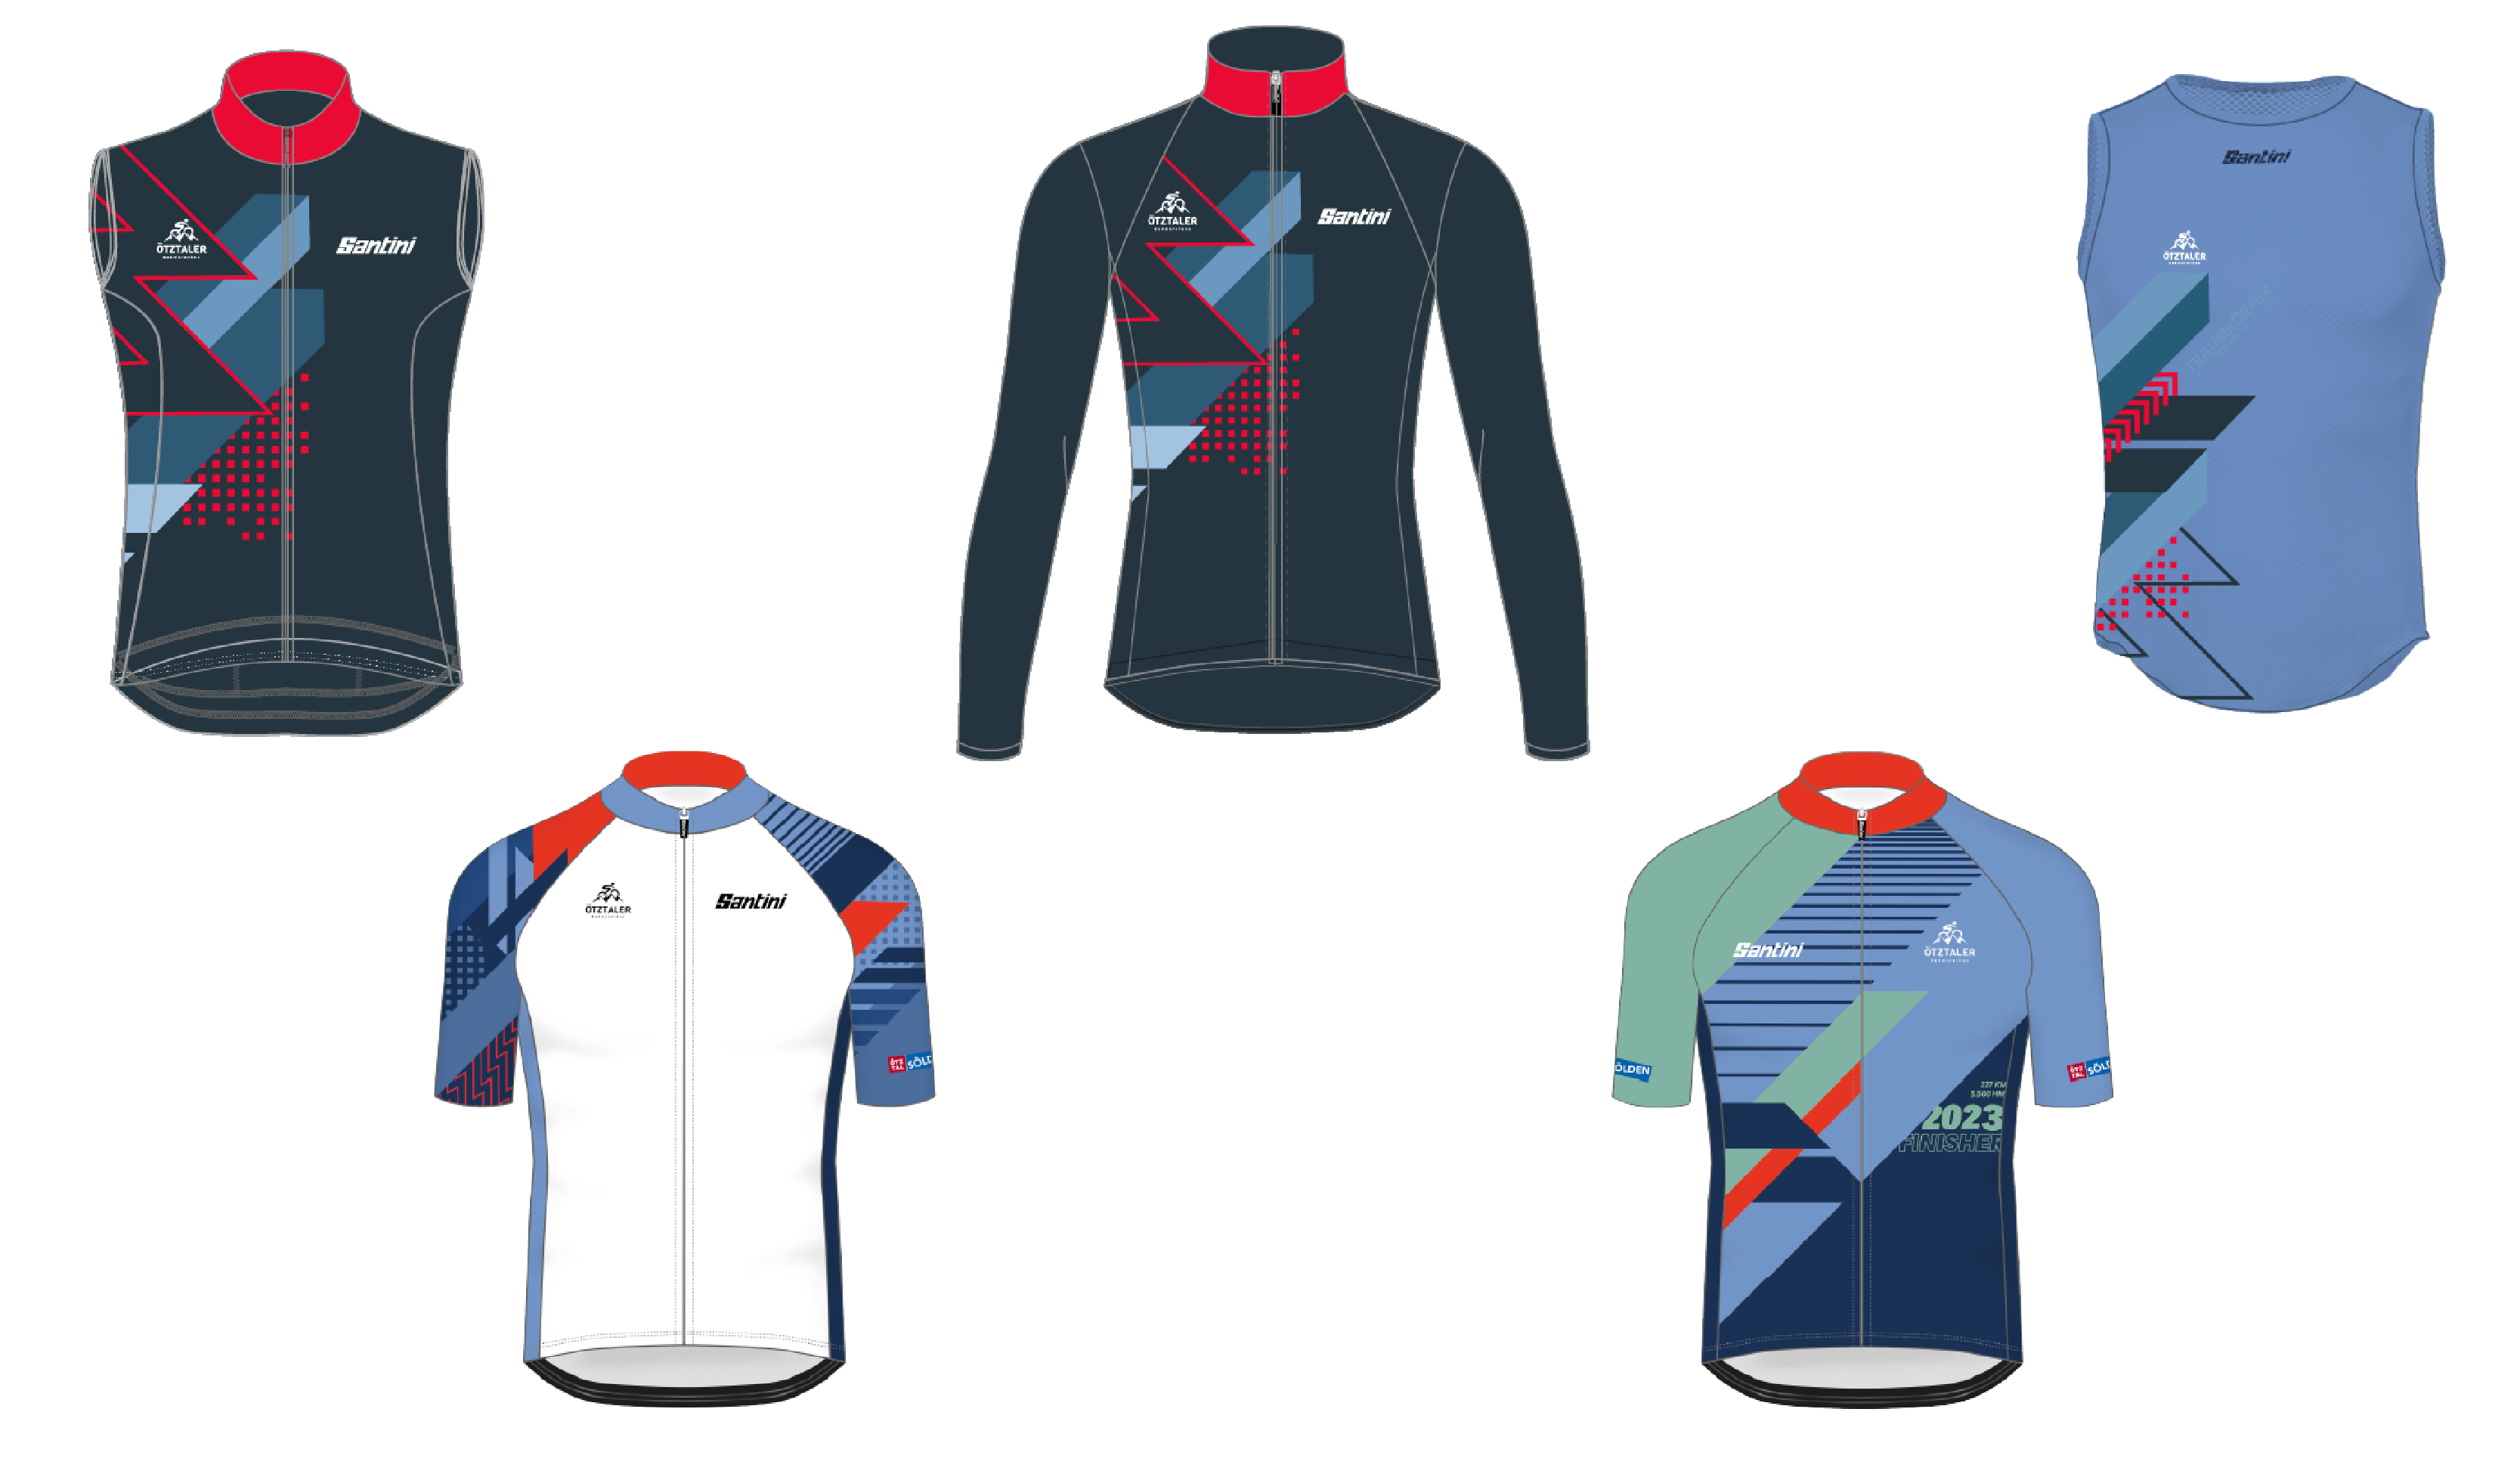 ÖTZTALER
Santini
ÖTZTALER
Santini
Santini
ÖTZTALER
TRAUMKÖRPER
ÖTZTALER
Santini
ÖTZ
TAL
SÖLD
Santini
ÖTZTALER
ÖLDEN
ÖTZ
TAL
SÖLD
227 KM
5.500 HM
2023
FINISHER